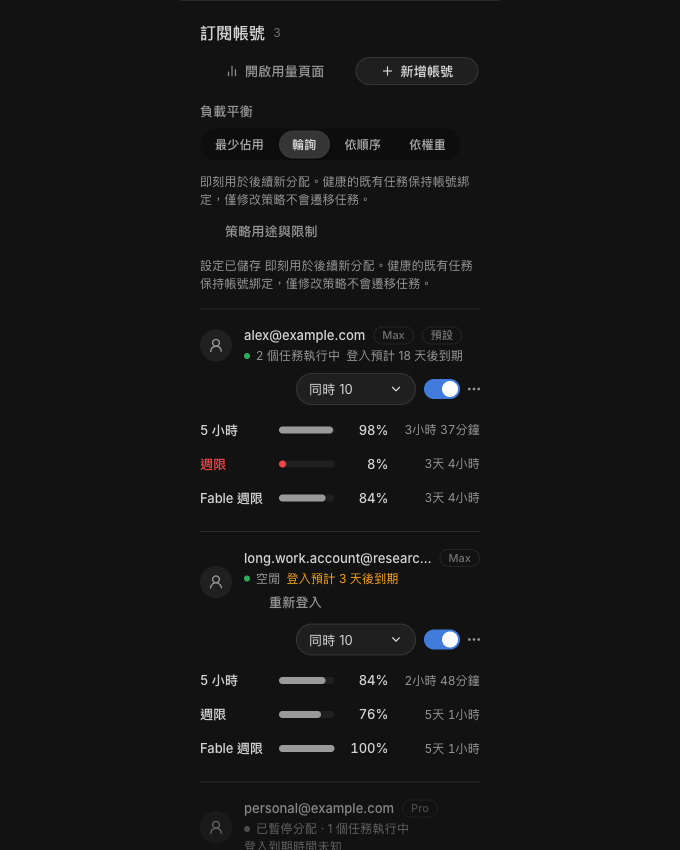 訂閱帳號 3
開啟用量頁面 + 新增帳號
負載平衡
最少佔用 輪詢 依順序 依權重
即刻用於後續新分配。健康的既有任務保持帳號綁
定，僅修改策略不會遷移任務。
策略用途與限制
設定已儲存 即刻用於後續新分配。健康的既有任務
保持帳號綁定，僅修改策略不會遷移任務。
alex@example.com Max 預設
2 個任務執行中 登入預計 18 天後到期
同時 10
5 小時 98% 3小時 37分鐘
週限 8% 3天 4小時
Fable 週限 84% 3天 4小時
long.work.account@researc... Max
空閒 登入預計 3 天後到期
重新登入
同時 10
5 小時 84% 2小時 48分鐘
週限 76% 5天 1小時
Fable 週限 100% 5天 1小時
personal@example.com Pro
已暫停分配 · 1 個任務執行中
登入到期時間未知